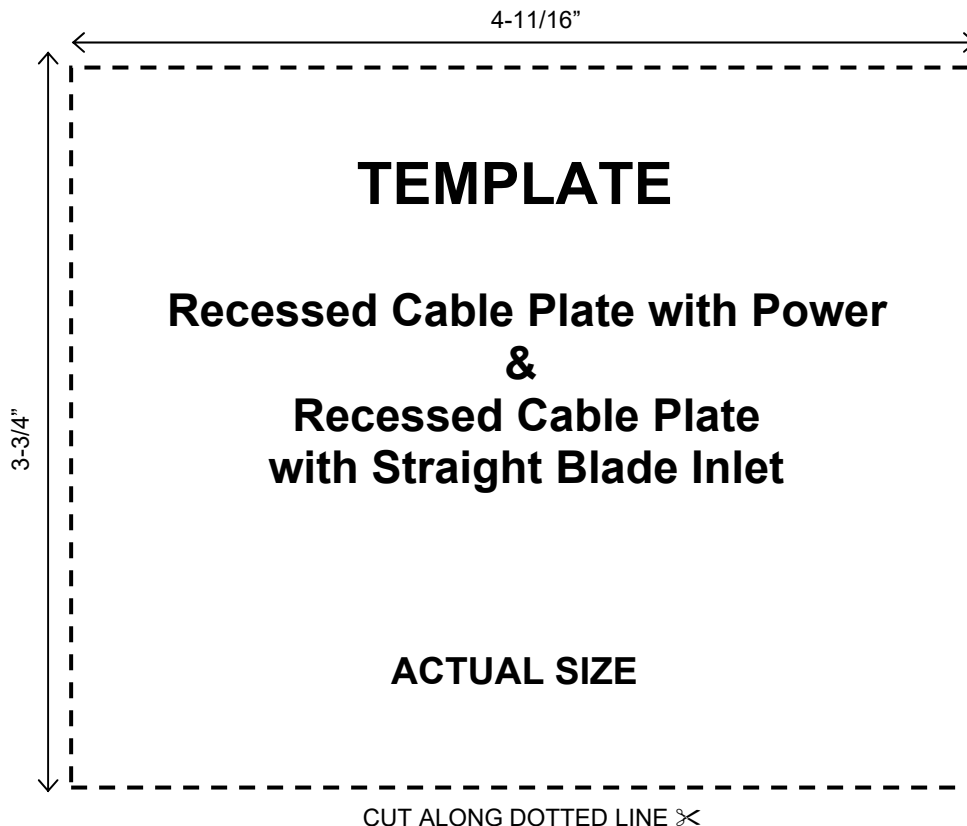 4-11/16”
TEMPLATE
Recessed Cable Plate with Power
&
Recessed Cable Plate
with Straight Blade Inlet
3-3/4”
ACTUAL SIZE
CUT ALONG DOTTED LINE ✂